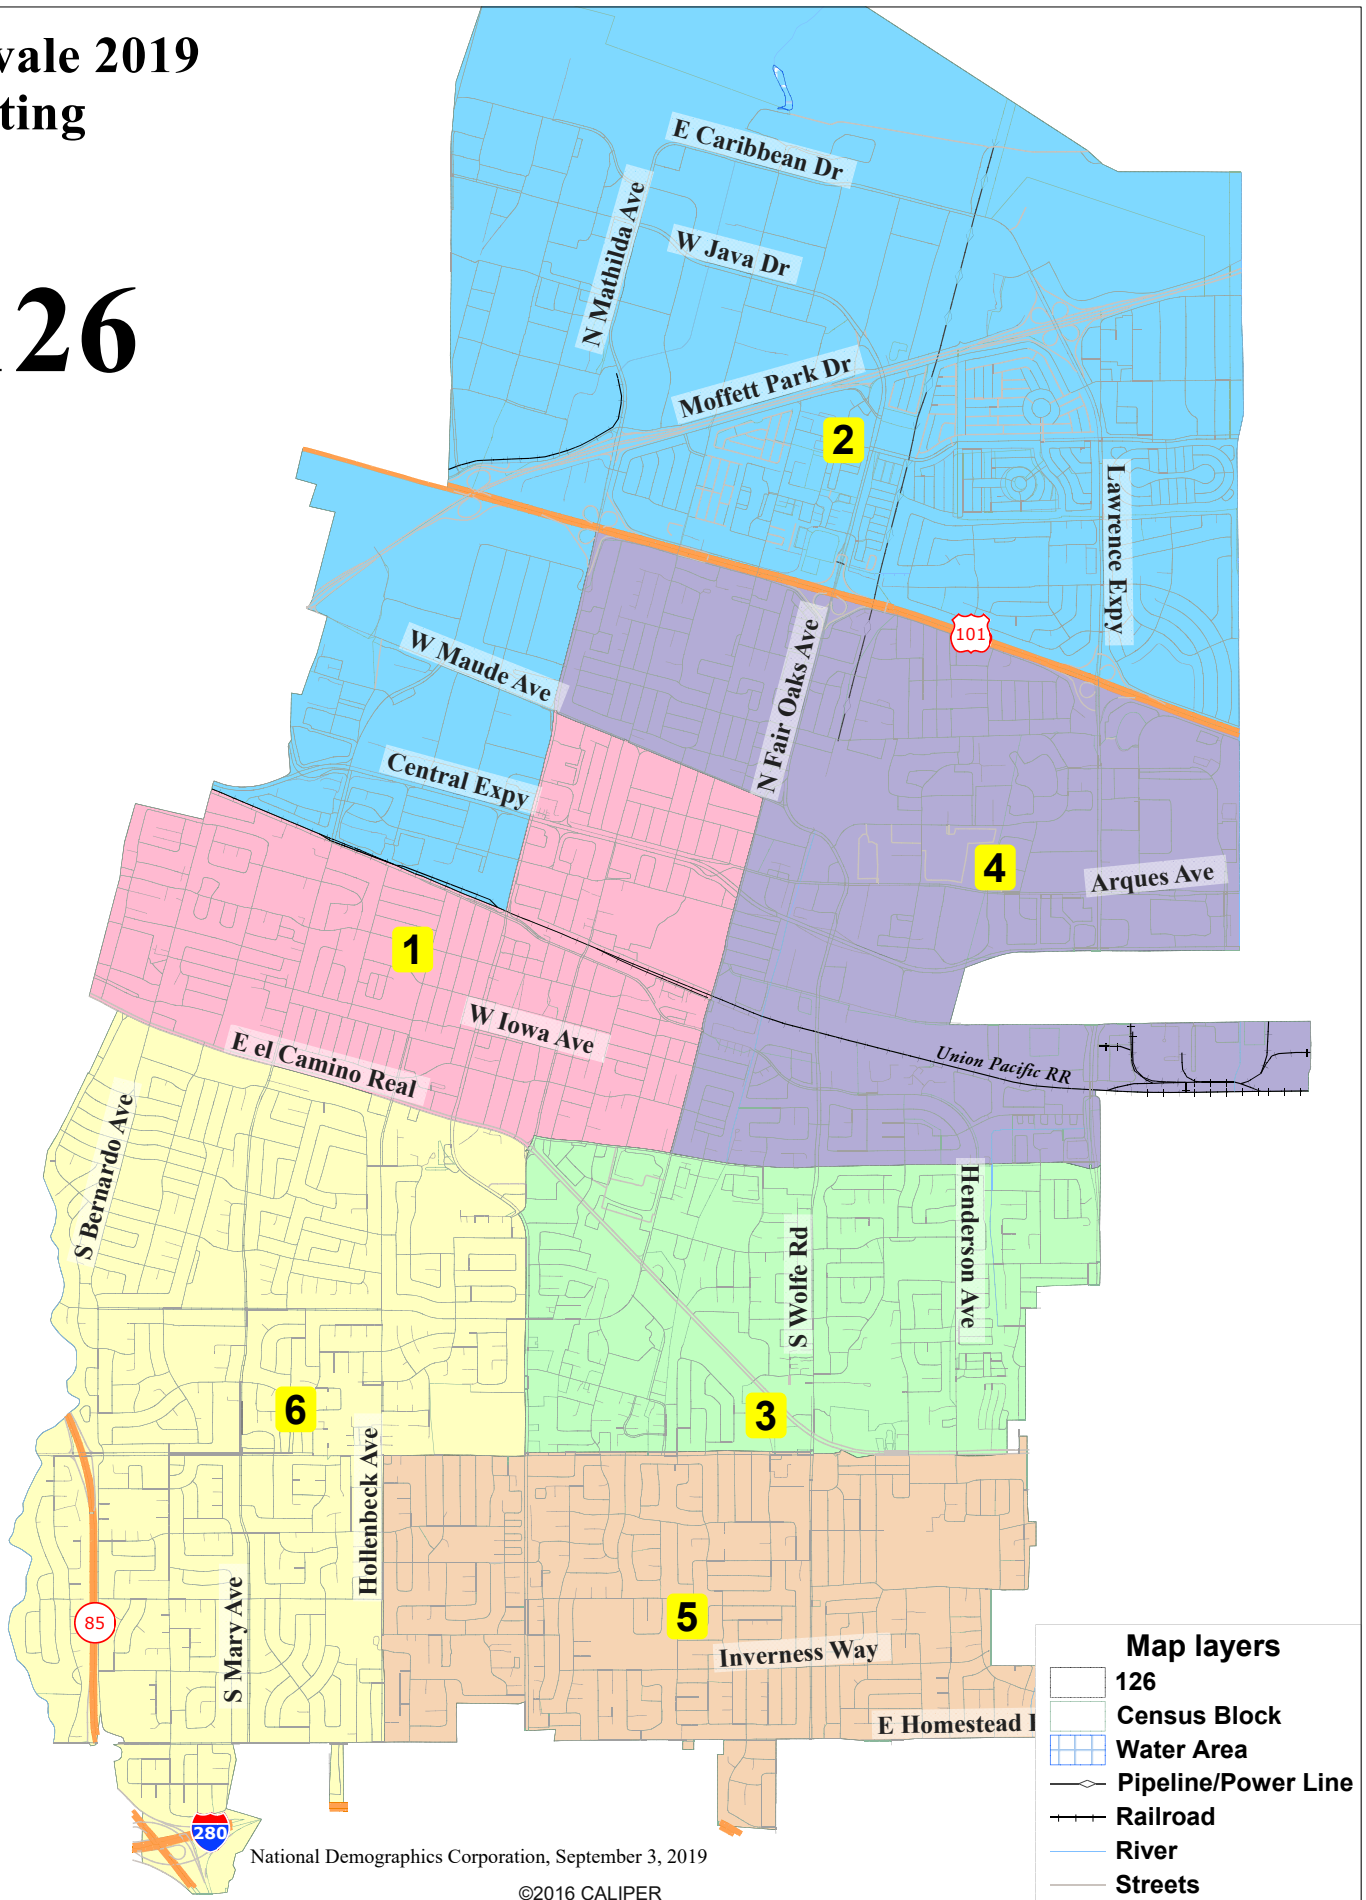 vale 2019
ting
126
E Caribbean Dr
N Mathilda Ave
W Java Dr
Moffett Park Dr
2
Lawrence Expy
101
W Maude Ave
N Fair Oaks Ave
Central Expy
4
Arques Ave
1
W Iowa Ave
E el Camino Real
Union Pacific RR
S Bernardo Ave
Henderson Ave
S Wolfe Rd
6
3
Hollenbeck Ave
S Mary Ave
85
5
Inverness Way
E Homestead
280
Map layers
126
Census Block
Water Area
Pipeline/Power Line
Railroad
River
Streets
National Demographics Corporation, September 3, 2019
©2016 CALIPER